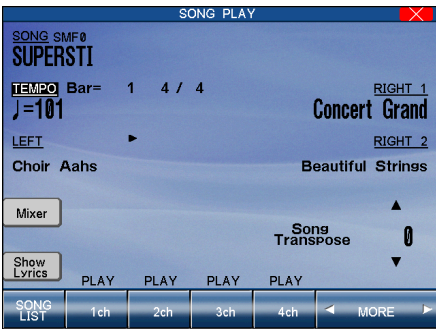 SONG PLAY
SONG SMF0
SUPERSTI
TEMPO Bar= 1 4 / 4
RIGHT 1
♩=101
Concert Grand
LEFT
RIGHT 2
Choir Aahs
Beautiful Strings
Mixer
Song
Transpose
0
Show
Lyrics
PLAY PLAY PLAY PLAY
SONG
LIST
1ch 2ch 3ch 4ch MORE